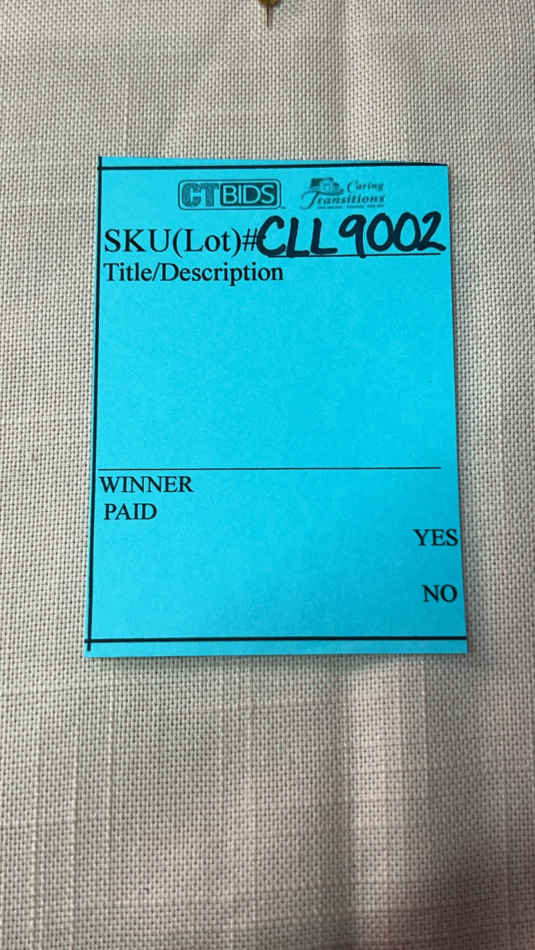 CTBIDS
Caring
Transitions
SKU(Lot)#CLL9002
Title/Description
WINNER
PAID
YES
NO